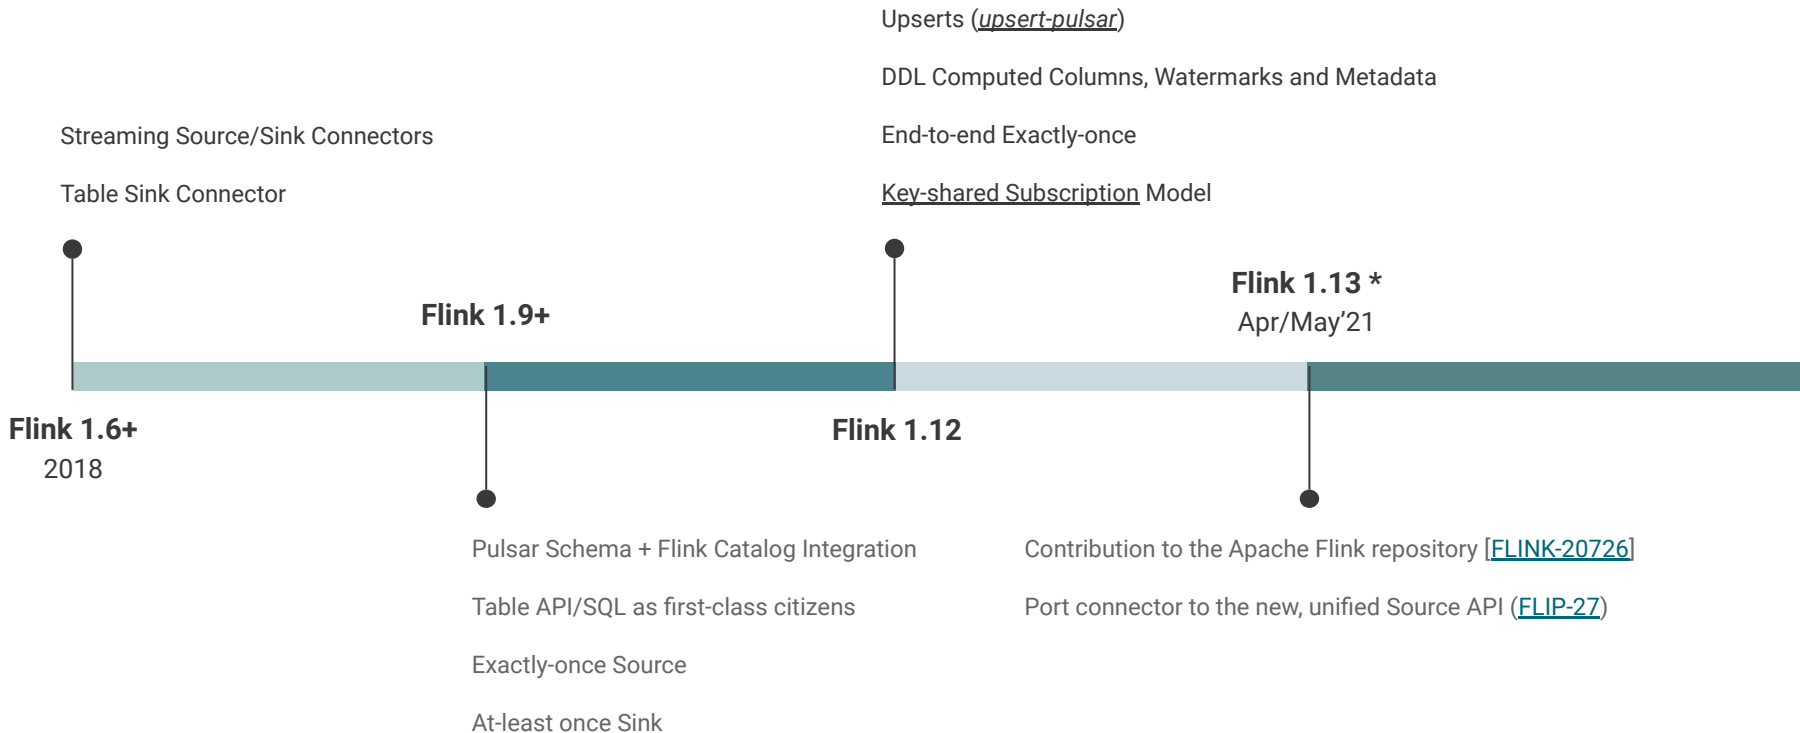 Streaming Source/Sink Connectors
Table Sink Connector
Flink 1.6+
2018
Flink 1.9+
Pulsar Schema + Flink Catalog Integration
Table API/SQL as first-class citizens
Exactly-once Source
At-least once Sink
Upserts (upsert-pulsar)
DDL Computed Columns, Watermarks and Metadata
End-to-end Exactly-once
Key-shared Subscription Model
Flink 1.12
Flink 1.13 *
Apr/May’21
Contribution to the Apache Flink repository [FLINK-20726]
Port connector to the new, unified Source API (FLIP-27)